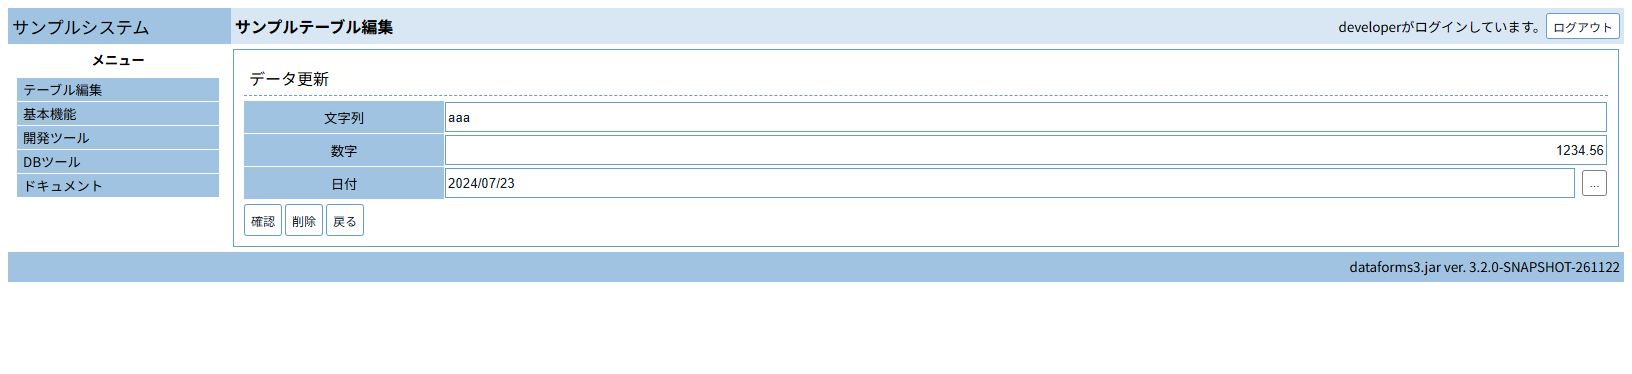 サンプルシステム
サンプルテーブル編集
developerがログインしています。 ログアウト
メニュー
テーブル編集
基本機能
開発ツール
DBツール
ドキュメント
データ更新
文字列 aaa
数字 1234.56
日付 2024/07/23 ...
確認 削除 戻る
dataforms3.jar ver. 3.2.0-SNAPSHOT-261122